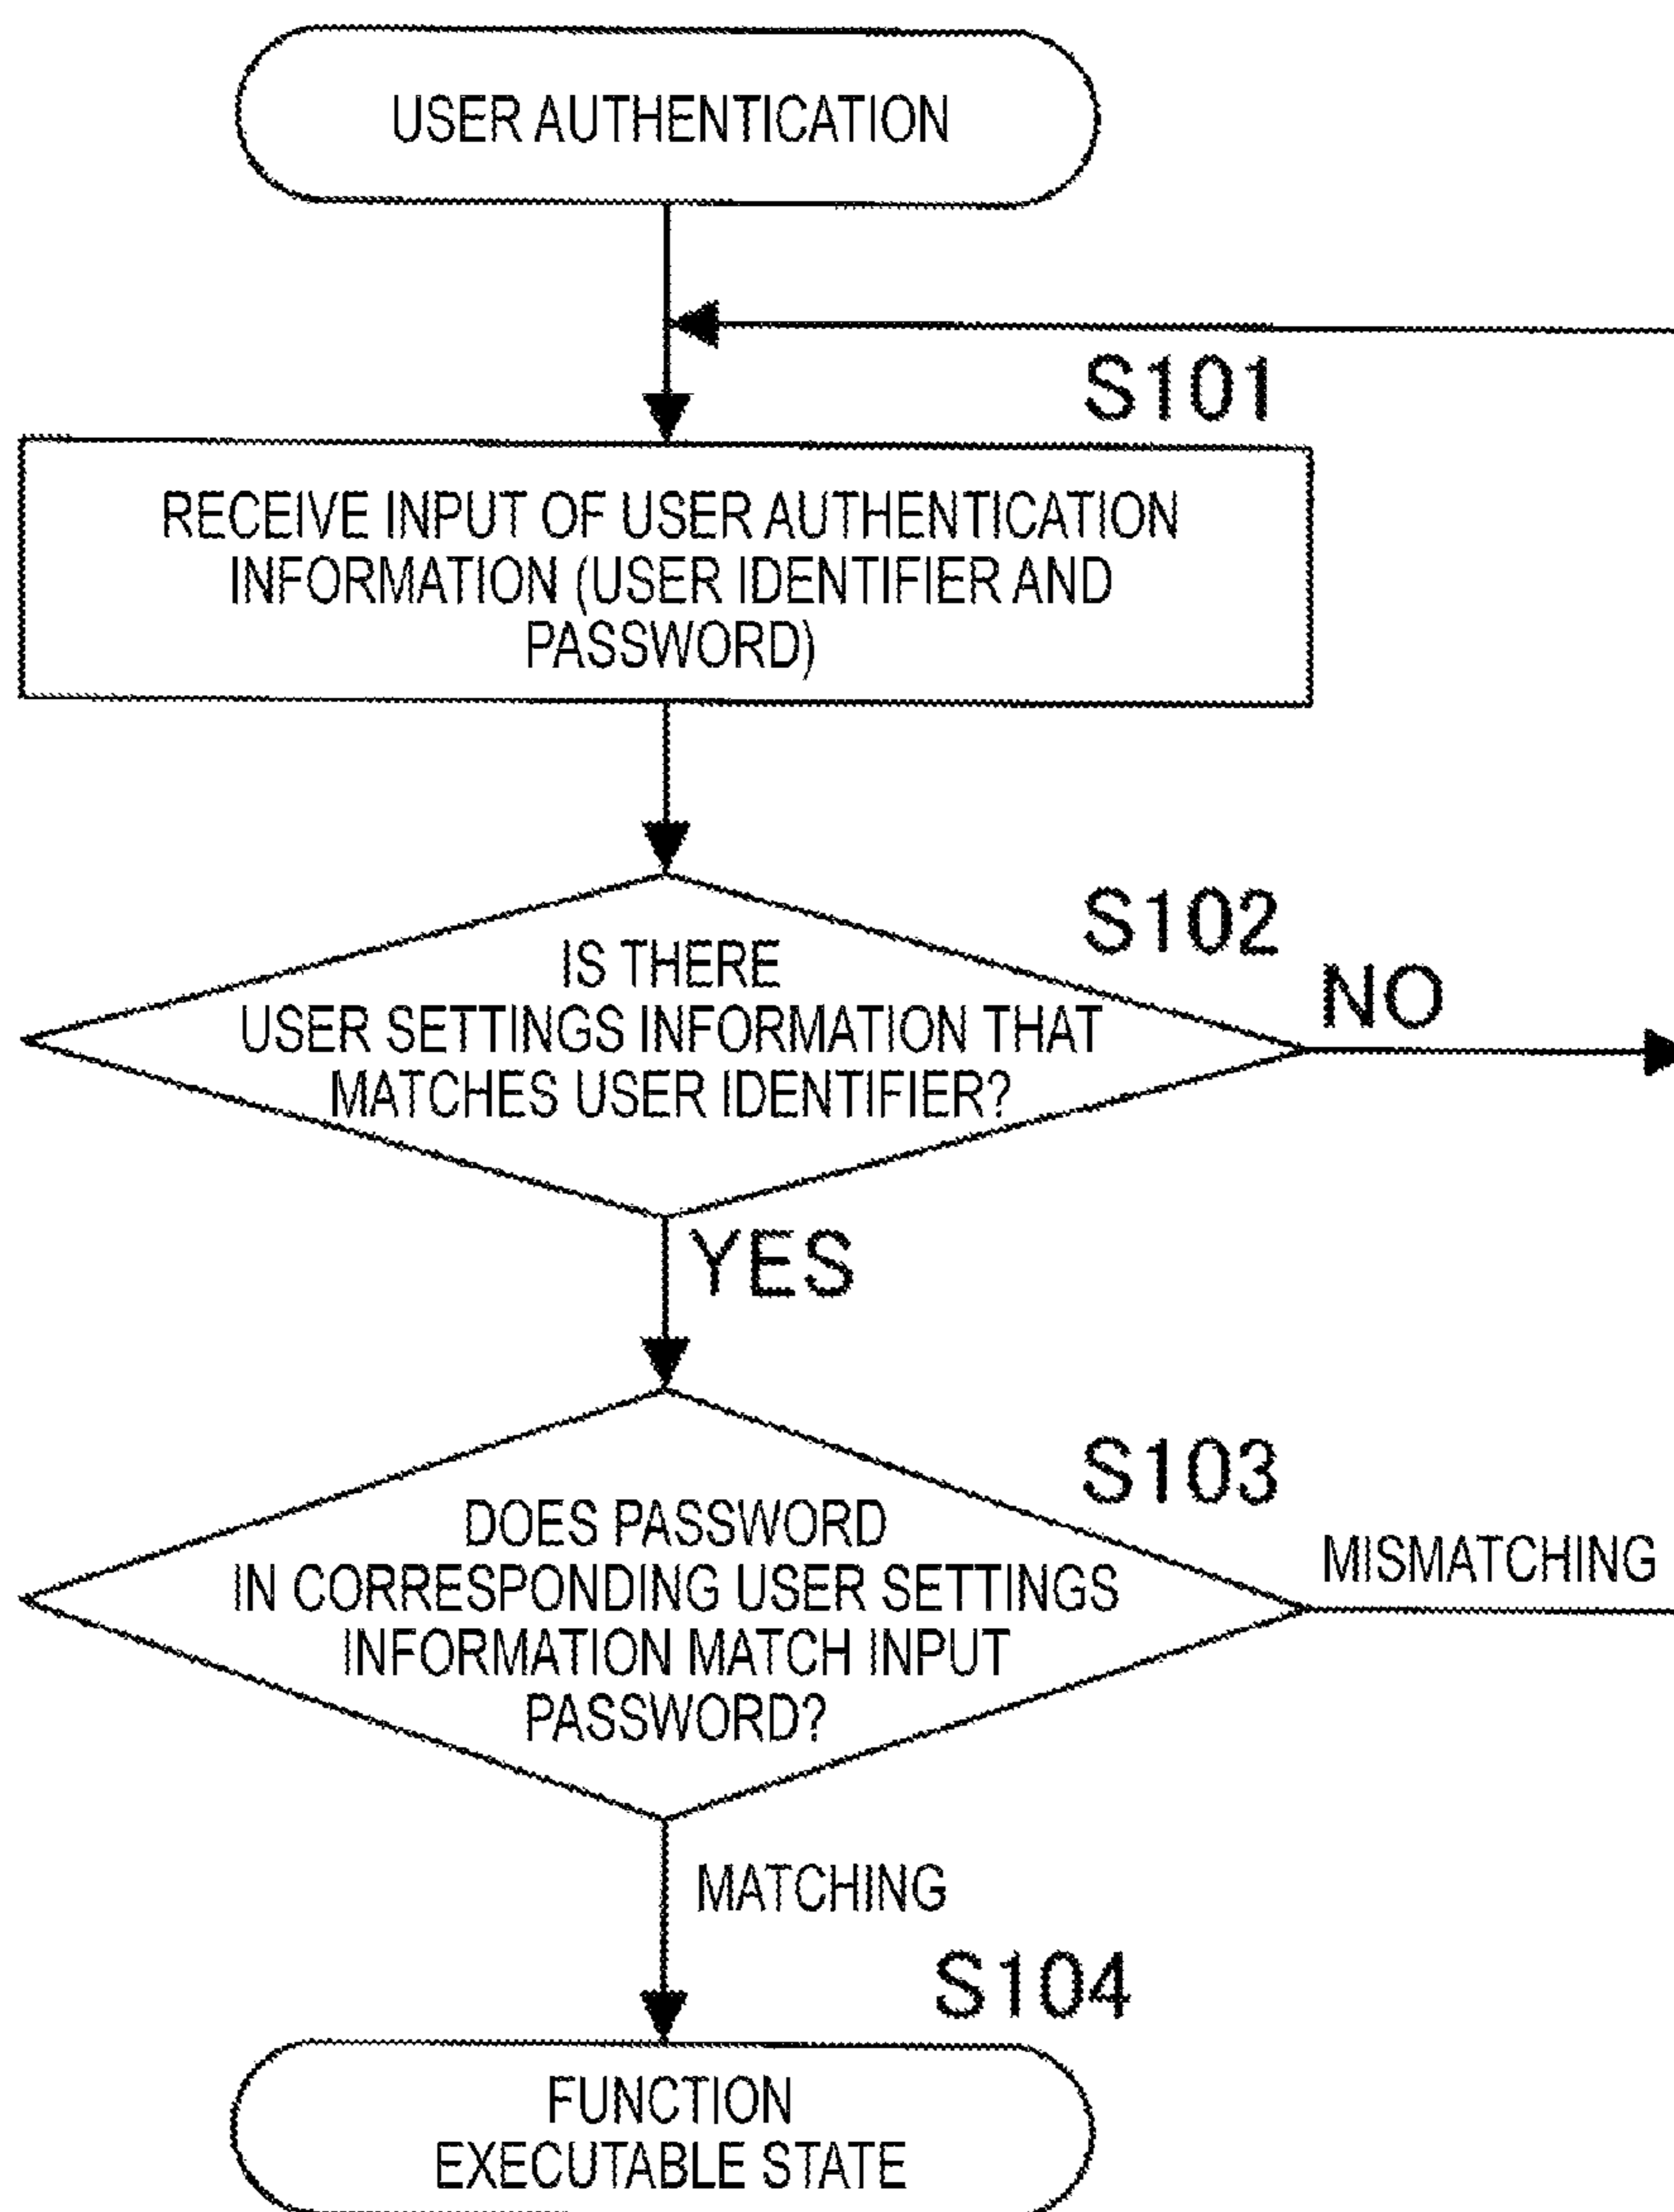 USER AUTHENTICATION
S101
RECEIVE INPUT OF USER AUTHENTICATION
INFORMATION (USER IDENTIFIER AND
PASSWORD)
S102
IS THERE
USER SETTINGS INFORMATION THAT
MATCHES USER IDENTIFIER?
NO
YES
S103
DOES PASSWORD
IN CORRESPONDING USER SETTINGS
INFORMATION MATCH INPUT
PASSWORD?
MISMATCHING
MATCHING
S104
FUNCTION
EXECUTABLE STATE